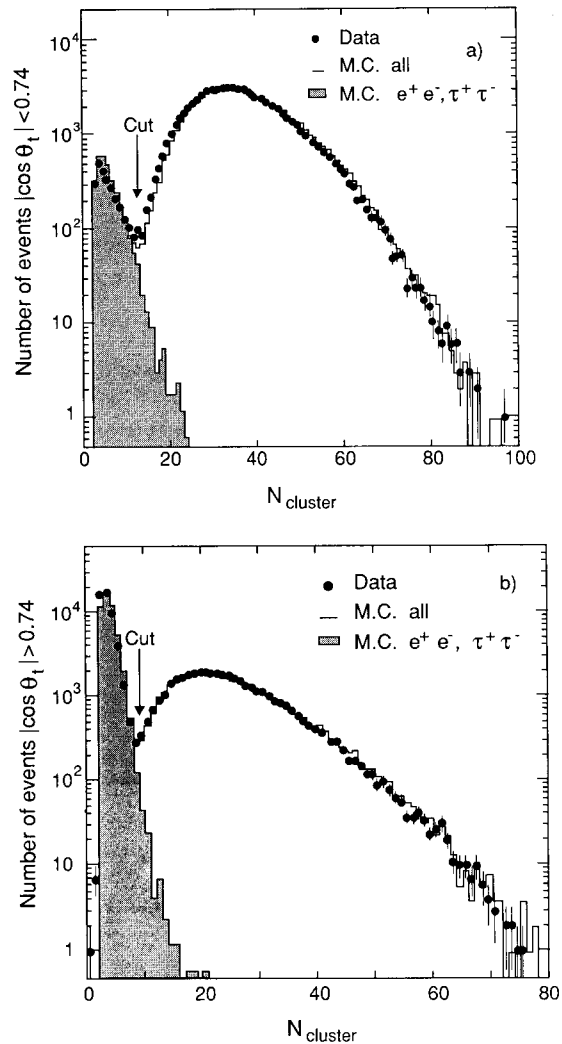 a)
Data
M.C. all
M.C. e⁺ e⁻, τ⁺ τ⁻
Cut
Number of events |cos θt| <0.74
10⁴
10³
10²
10
1
0 20 40 60 80 100
N cluster
b)
Data
M.C. all
M.C. e⁺ e⁻, τ⁺ τ⁻
Cut
Number of events |cos θt| >0.74
10⁴
10³
10²
10
1
0 20 40 60 80
N cluster